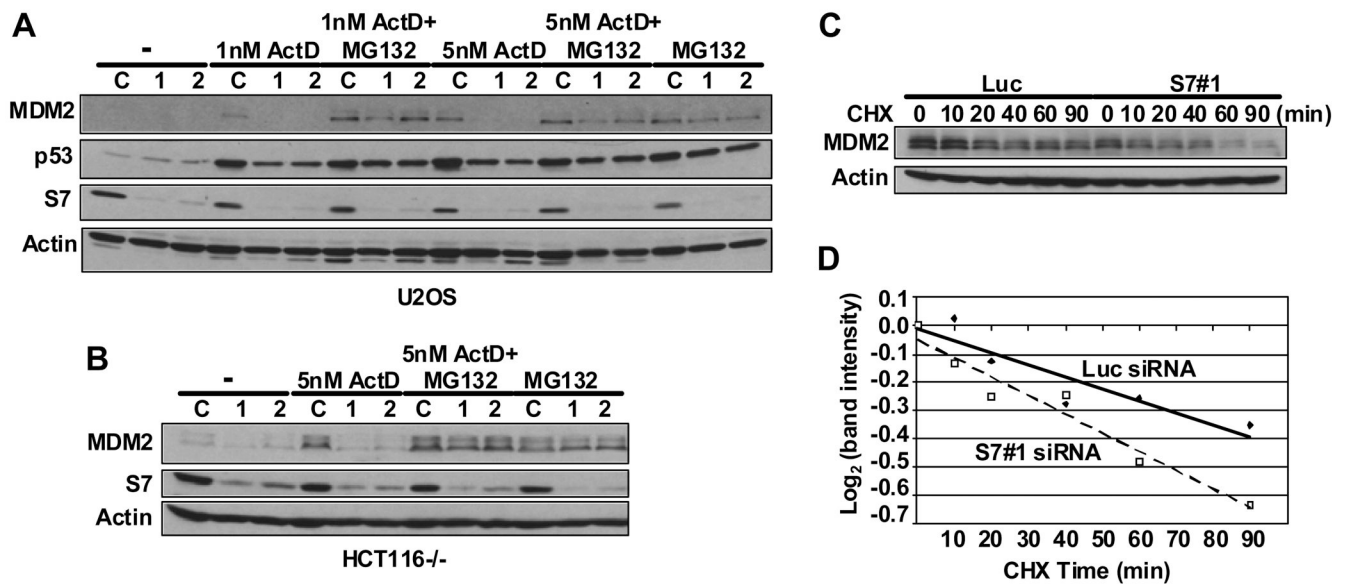 A
1nM ActD+ 5nM ActD+
- 1nM ActD MG132 5nM ActD MG132 MG132
C 1 2 C 1 2 C 1 2 C 1 2 C 1 2 C 1 2
MDM2
p53
S7
Actin
U2OS
B
5nM ActD+
- 5nM ActD MG132 MG132
C 1 2 C 1 2 C 1 2 C 1 2
MDM2
S7
Actin
HCT116-/-
C
Luc S7#1
CHX 0 10 20 40 60 90 0 10 20 40 60 90 (min)
MDM2
Actin
D
Log2 (band intensity)
0.1
0.0
-0.1
-0.2
-0.3
-0.4
-0.5
-0.6
-0.7
Luc siRNA
S7#1 siRNA
10 20 30 40 50 60 70 80 90
CHX Time (min)